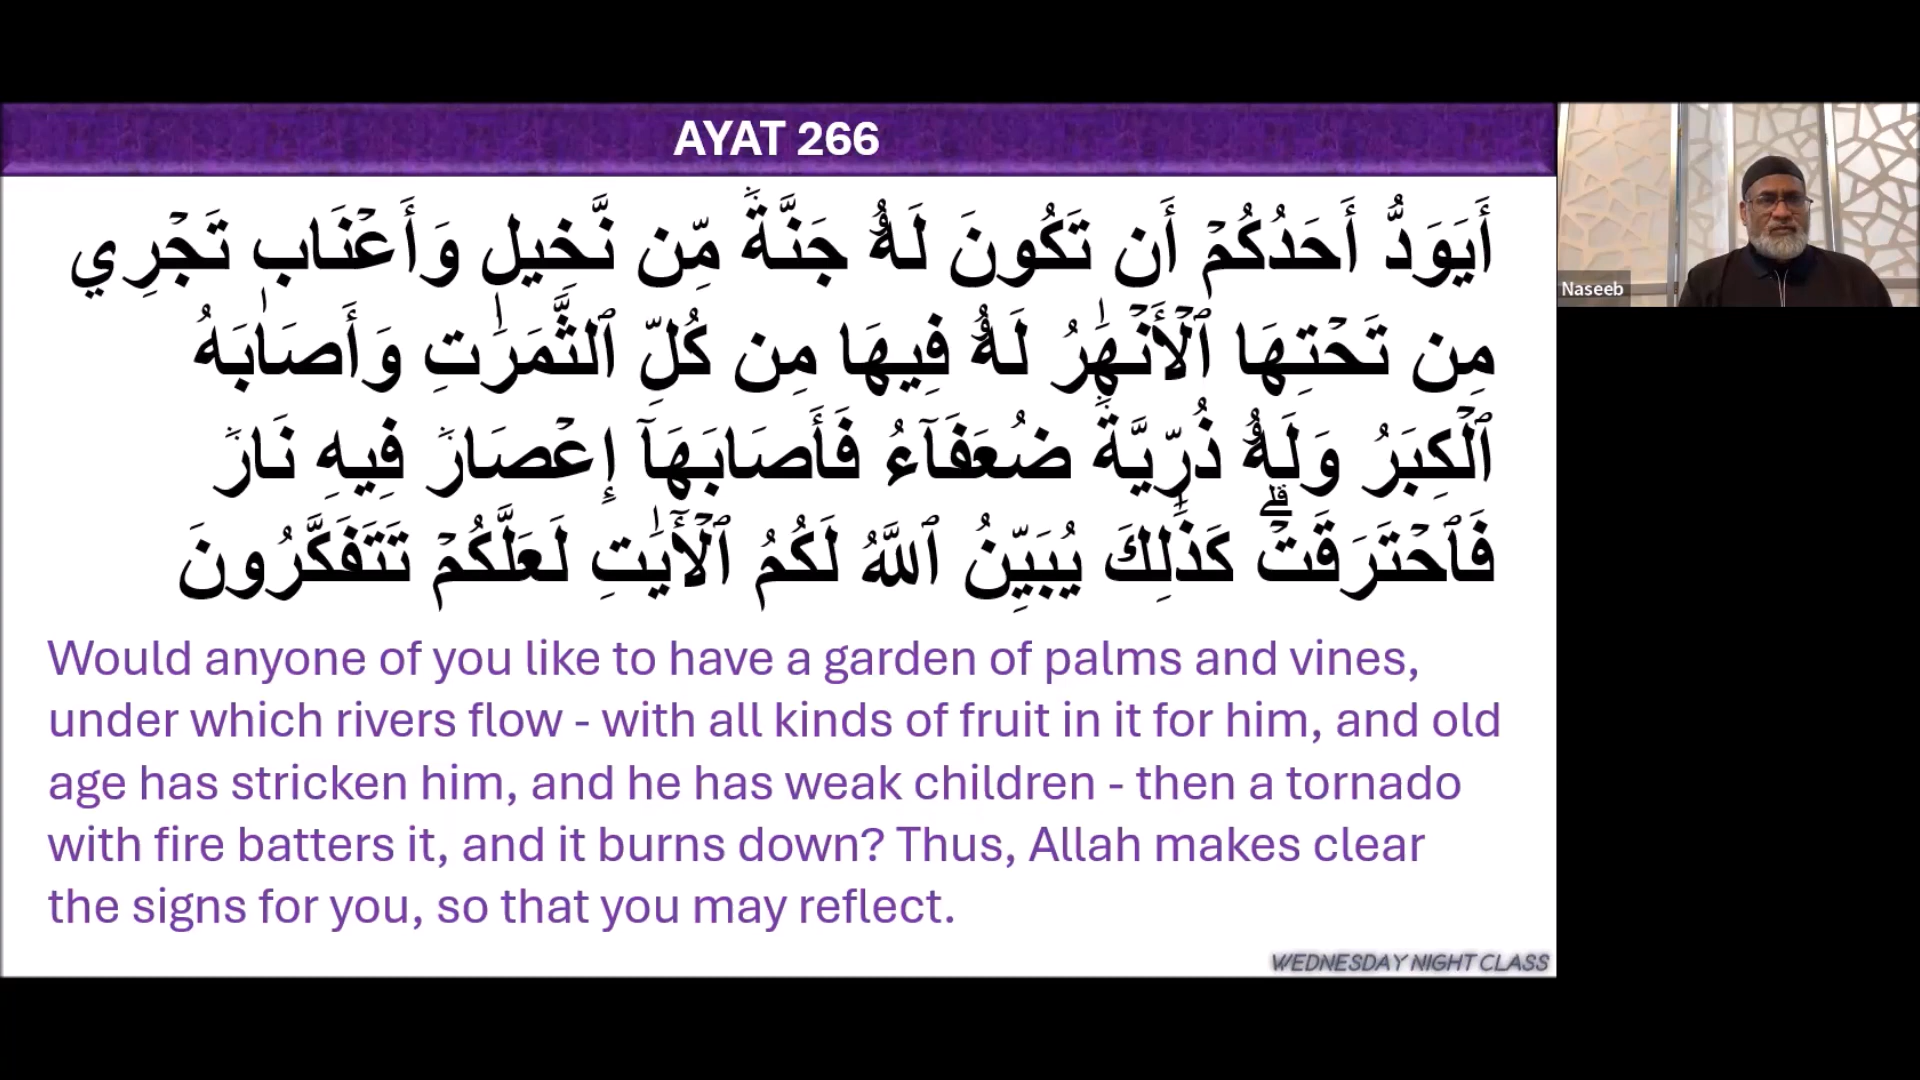 AYAT 266
أَيَوَدُّ أَحَدُكُمۡ أَن تَكُونَ لَهُۥ جَنَّةٞ مِّن نَّخِيلٖ وَأَعۡنَابٖ تَجۡرِي
مِن تَحۡتِهَا ٱلۡأَنۡهَٰرُ لَهُۥ فِيهَا مِن كُلِّ ٱلثَّمَرَٰتِ وَأَصَابَهُ
ٱلۡكِبَرُ وَلَهُۥ ذُرِّيَّةٞ ضُعَفَآءُ فَأَصَابَهَآ إِعۡصَارٞ فِيهِ نَارٞ
فَٱحۡتَرَقَتۡۗ كَذَٰلِكَ يُبَيِّنُ ٱللَّهُ لَكُمُ ٱلۡأٓيَٰتِ لَعَلَّكُمۡ تَتَفَكَّرُونَ
Would anyone of you like to have a garden of palms and vines,
under which rivers flow - with all kinds of fruit in it for him, and old
age has stricken him, and he has weak children - then a tornado
with fire batters it, and it burns down? Thus, Allah makes clear
the signs for you, so that you may reflect.
WEDNESDAY NIGHT CLASS
Naseeb